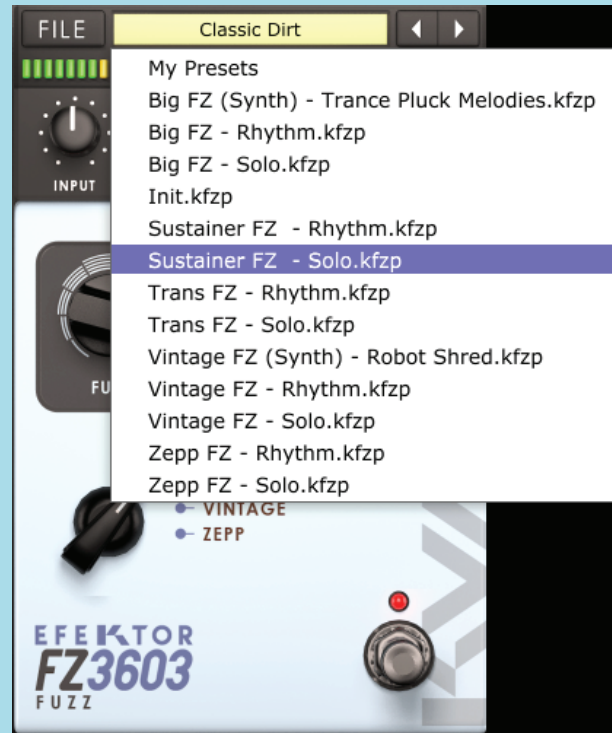 FILE
Classic Dirt
My Presets
Big FZ (Synth) - Trance Pluck Melodies.kfzp
Big FZ - Rhythm.kfzp
Big FZ - Solo.kfzp
INPUT
Init.kfzp
Sustainer FZ  - Rhythm.kfzp
Sustainer FZ  - Solo.kfzp
Trans FZ - Rhythm.kfzp
Trans FZ - Solo.kfzp
Vintage FZ (Synth) - Robot Shred.kfzp
FU
Vintage FZ - Rhythm.kfzp
Vintage FZ - Solo.kfzp
Zepp FZ - Rhythm.kfzp
Zepp FZ - Solo.kfzp
VINTAGE
ZEPP
EFEKTOR
FZ3603
FUZZ